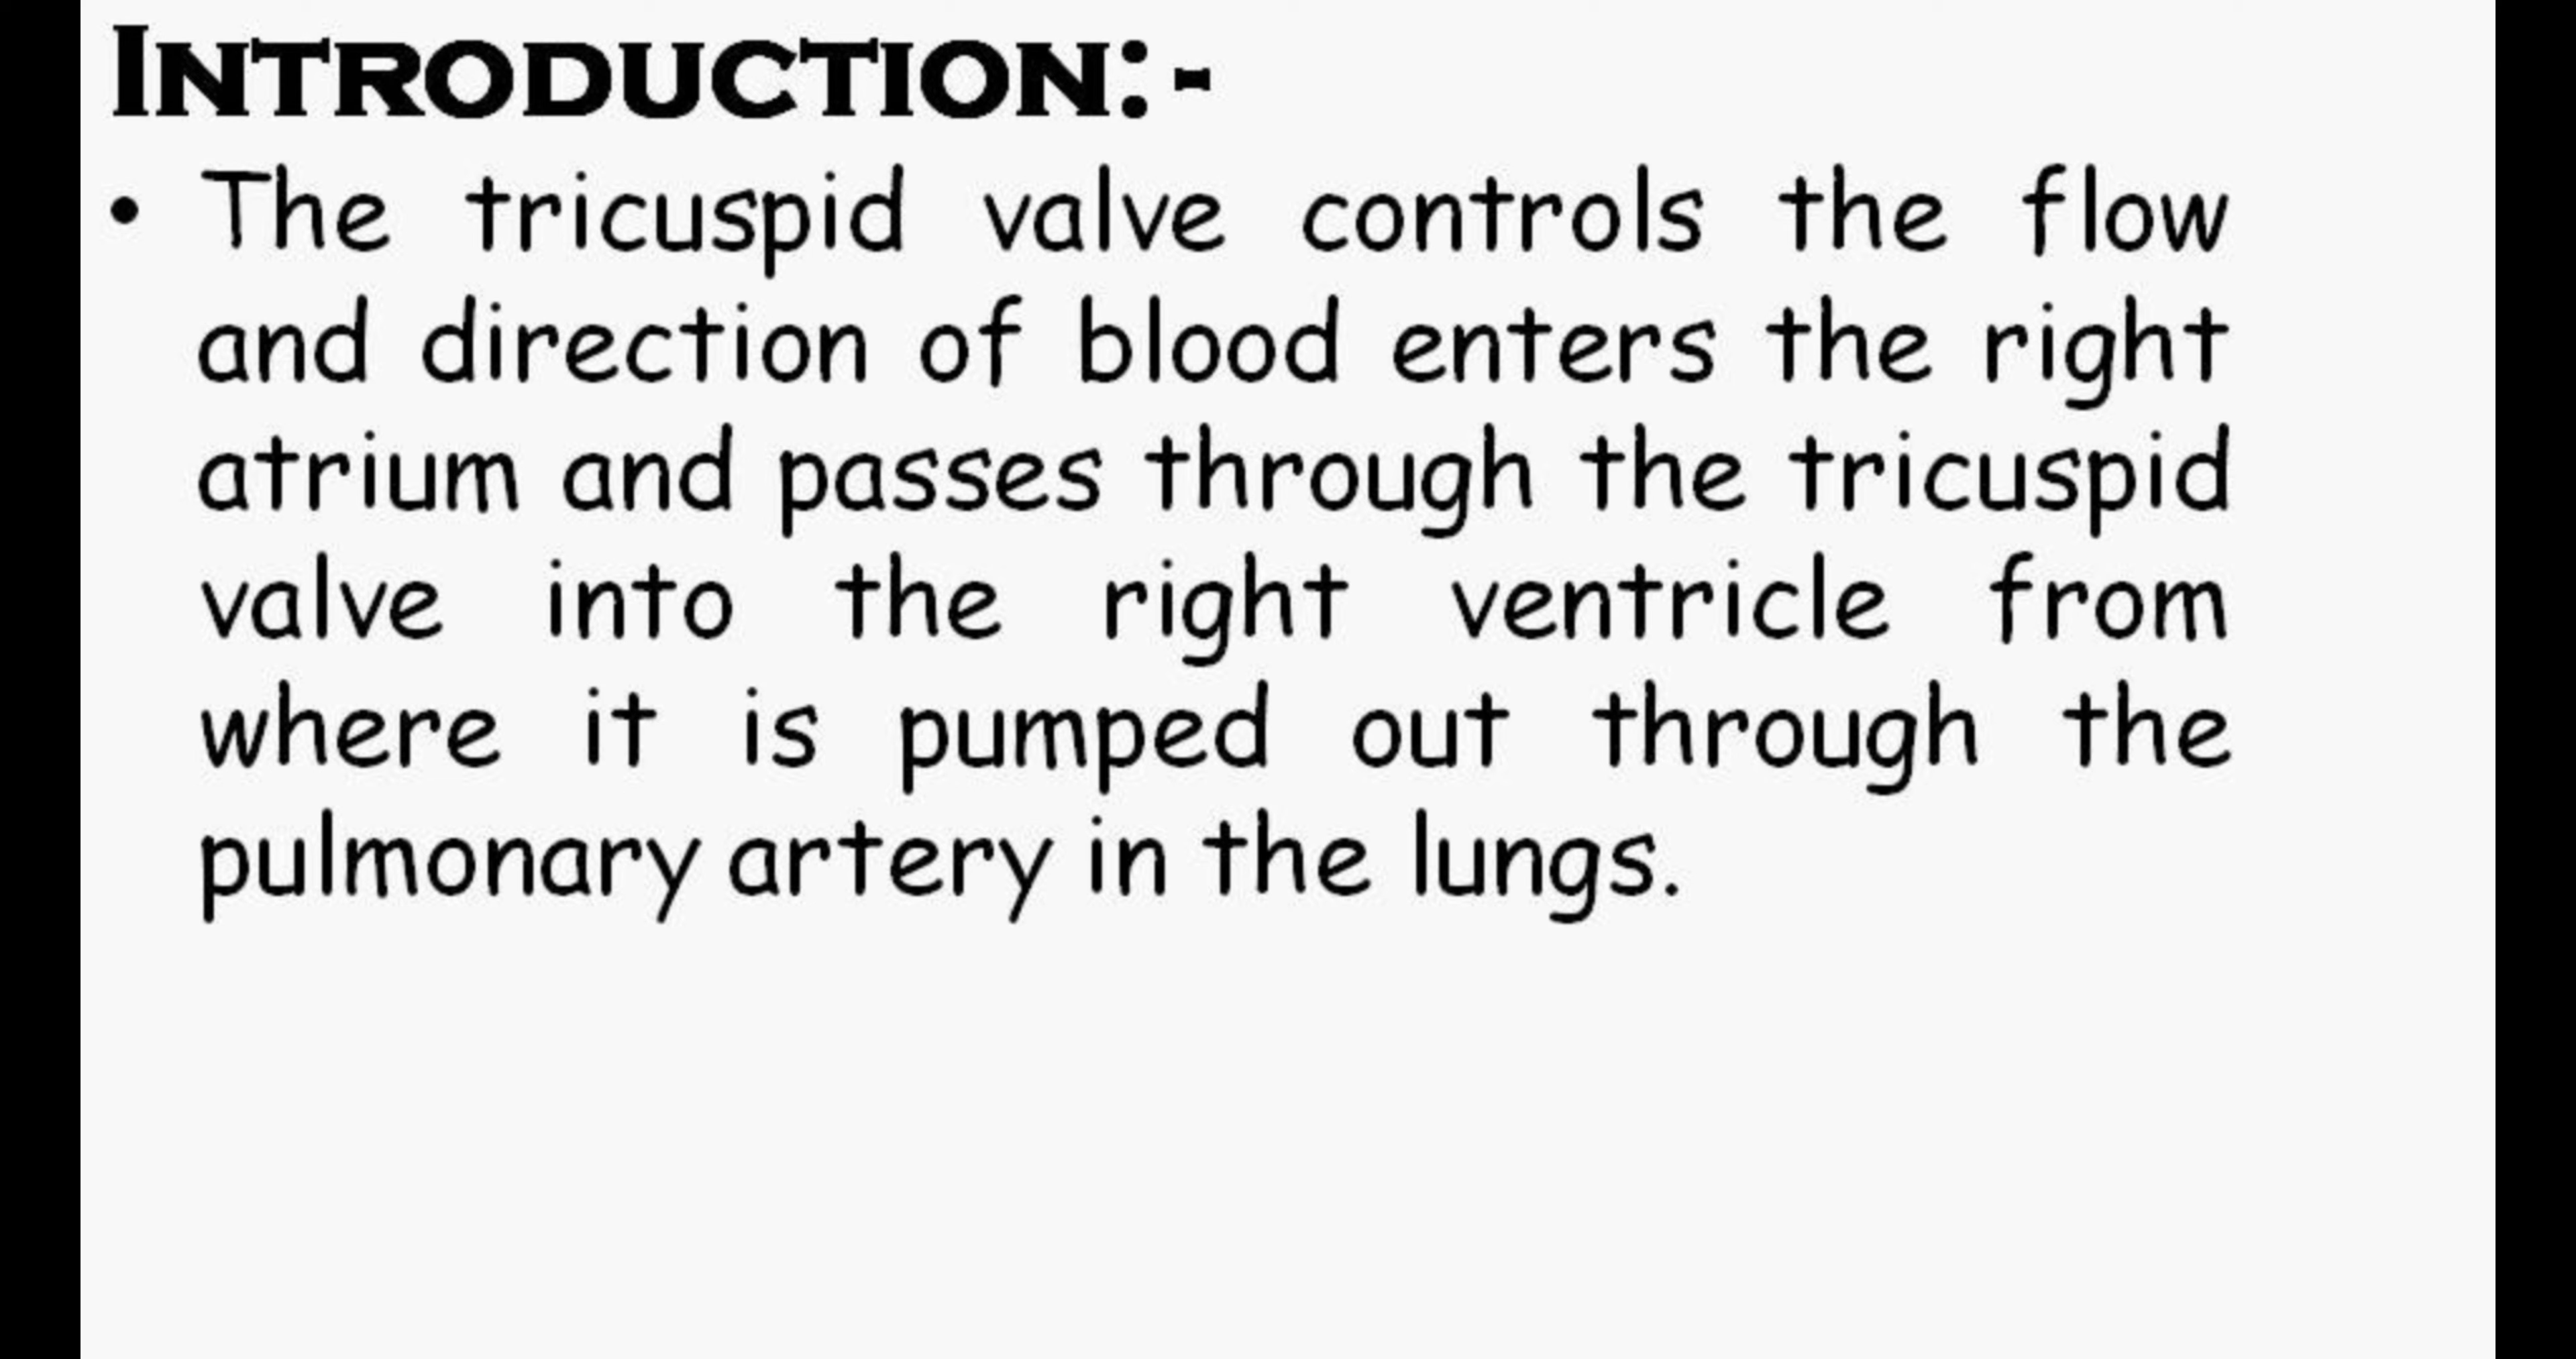 INTRODUCTION:-
• The tricuspid valve controls the flow
and direction of blood enters the right
atrium and passes through the tricuspid
valve into the right ventricle from
where it is pumped out through the
pulmonary artery in the lungs.